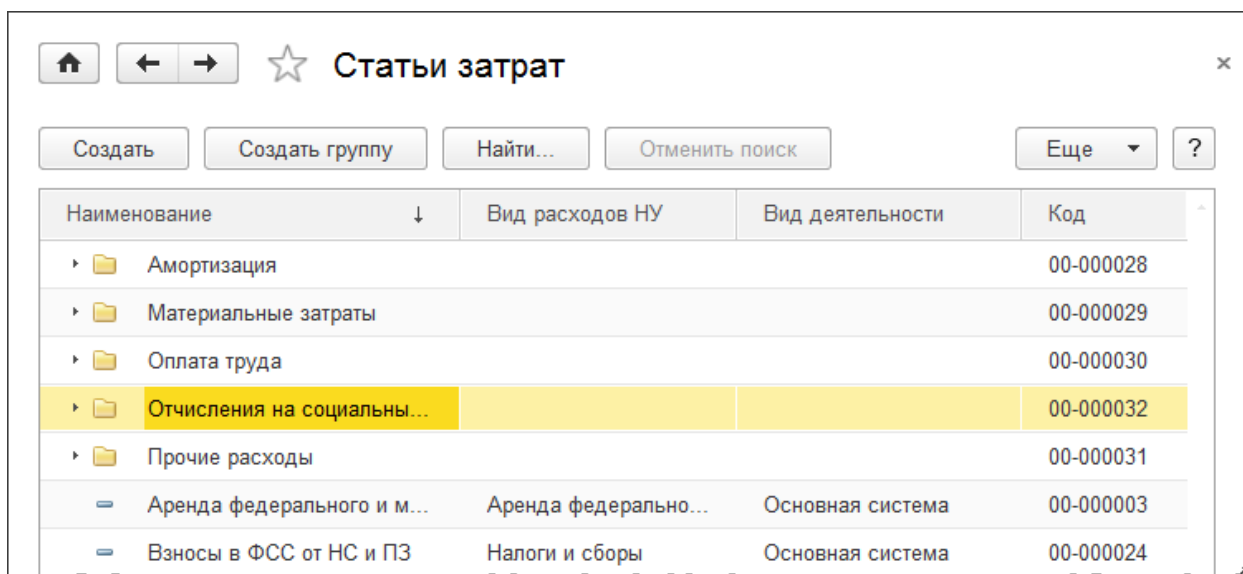 Статьи затрат
Создать Создать группу Найти... Отменить поиск Еще ?
Наименование Вид расходов НУ Вид деятельности Код
Амортизация 00-000028
Материальные затраты 00-000029
Оплата труда 00-000030
Отчисления на социальны... 00-000032
Прочие расходы 00-000031
Аренда федерального и м... Аренда федерально... Основная система 00-000003
Взносы в ФСС от НС и ПЗ Налоги и сборы Основная система 00-000024